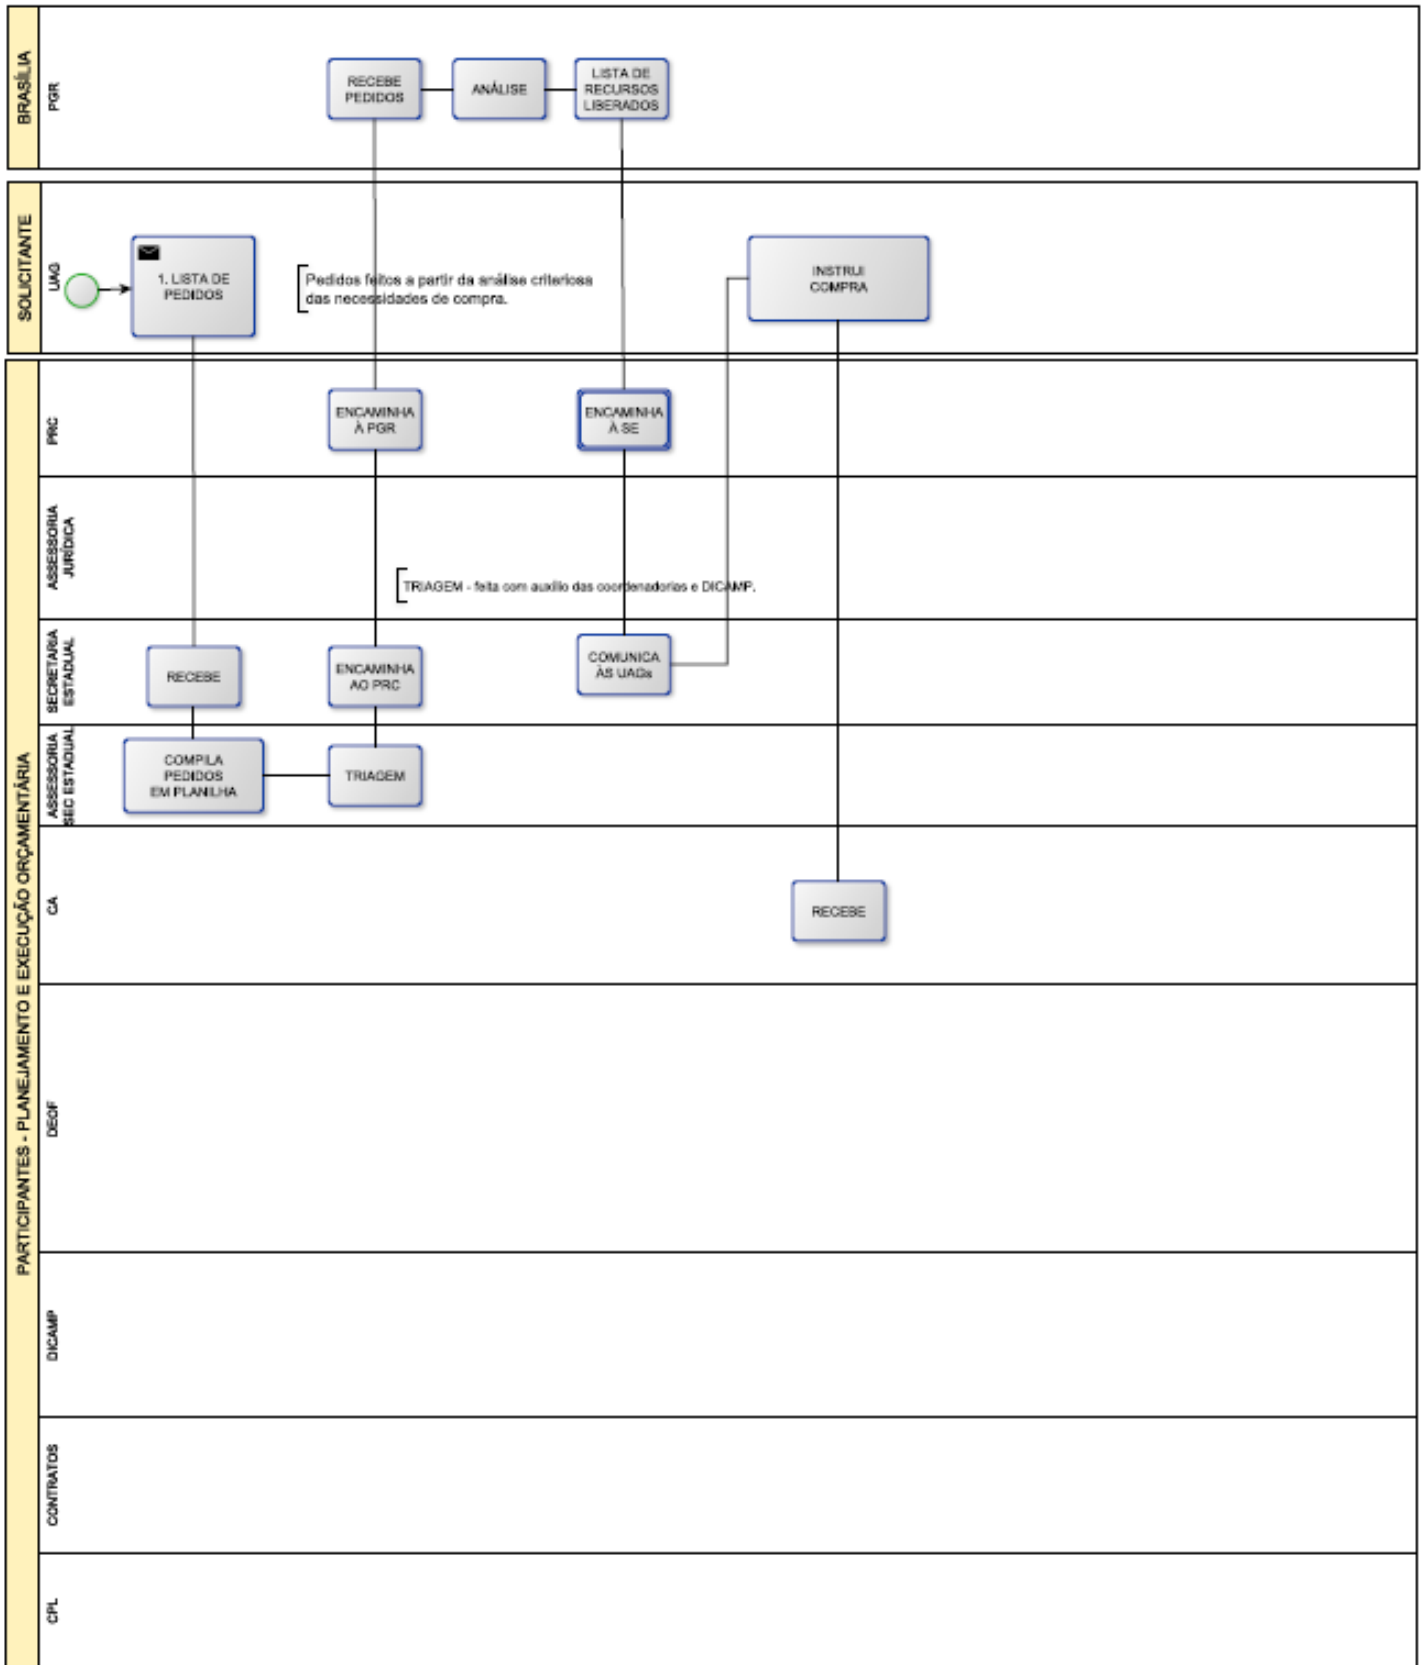 BRASÍLIA
PGR
RECEBE
PEDIDOS
ANÁLISE
LISTA DE
RECURSOS
LIBERADOS
SOLICITANTE
UAG
1. LISTA DE
PEDIDOS
Pedidos feitos a partir da análise criteriosa
das necessidades de compra.
INSTRUI
COMPRA
PARTICIPANTES - PLANEJAMENTO E EXECUÇÃO ORÇAMENTÁRIA
PRC
ENCAMINHA
À PGR
ENCAMINHA
À SE
ASSESSORIA
JURÍDICA
TRIAGEM - feita com auxílio das coordenadorias e DICAMP.
SECRETARIA
ESTADUAL
RECEBE
ENCAMINHA
AO PRC
COMUNICA
ÀS UAGs
ASSESSORIA
SEC ESTADUAL
COMPILA
PEDIDOS
EM PLANILHA
TRIAGEM
CA
RECEBE
DEOF
DICAMP
CONTRATOS
CPL